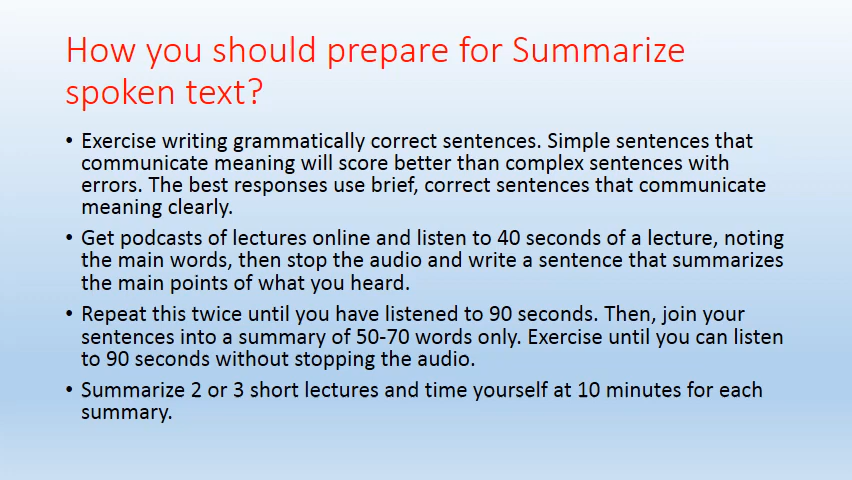 How you should prepare for Summarize
spoken text?
• Exercise writing grammatically correct sentences. Simple sentences that
communicate meaning will score better than complex sentences with
errors. The best responses use brief, correct sentences that communicate
meaning clearly.
• Get podcasts of lectures online and listen to 40 seconds of a lecture, noting
the main words, then stop the audio and write a sentence that summarizes
the main points of what you heard.
• Repeat this twice until you have listened to 90 seconds. Then, join your
sentences into a summary of 50-70 words only. Exercise until you can listen
to 90 seconds without stopping the audio.
• Summarize 2 or 3 short lectures and time yourself at 10 minutes for each
summary.